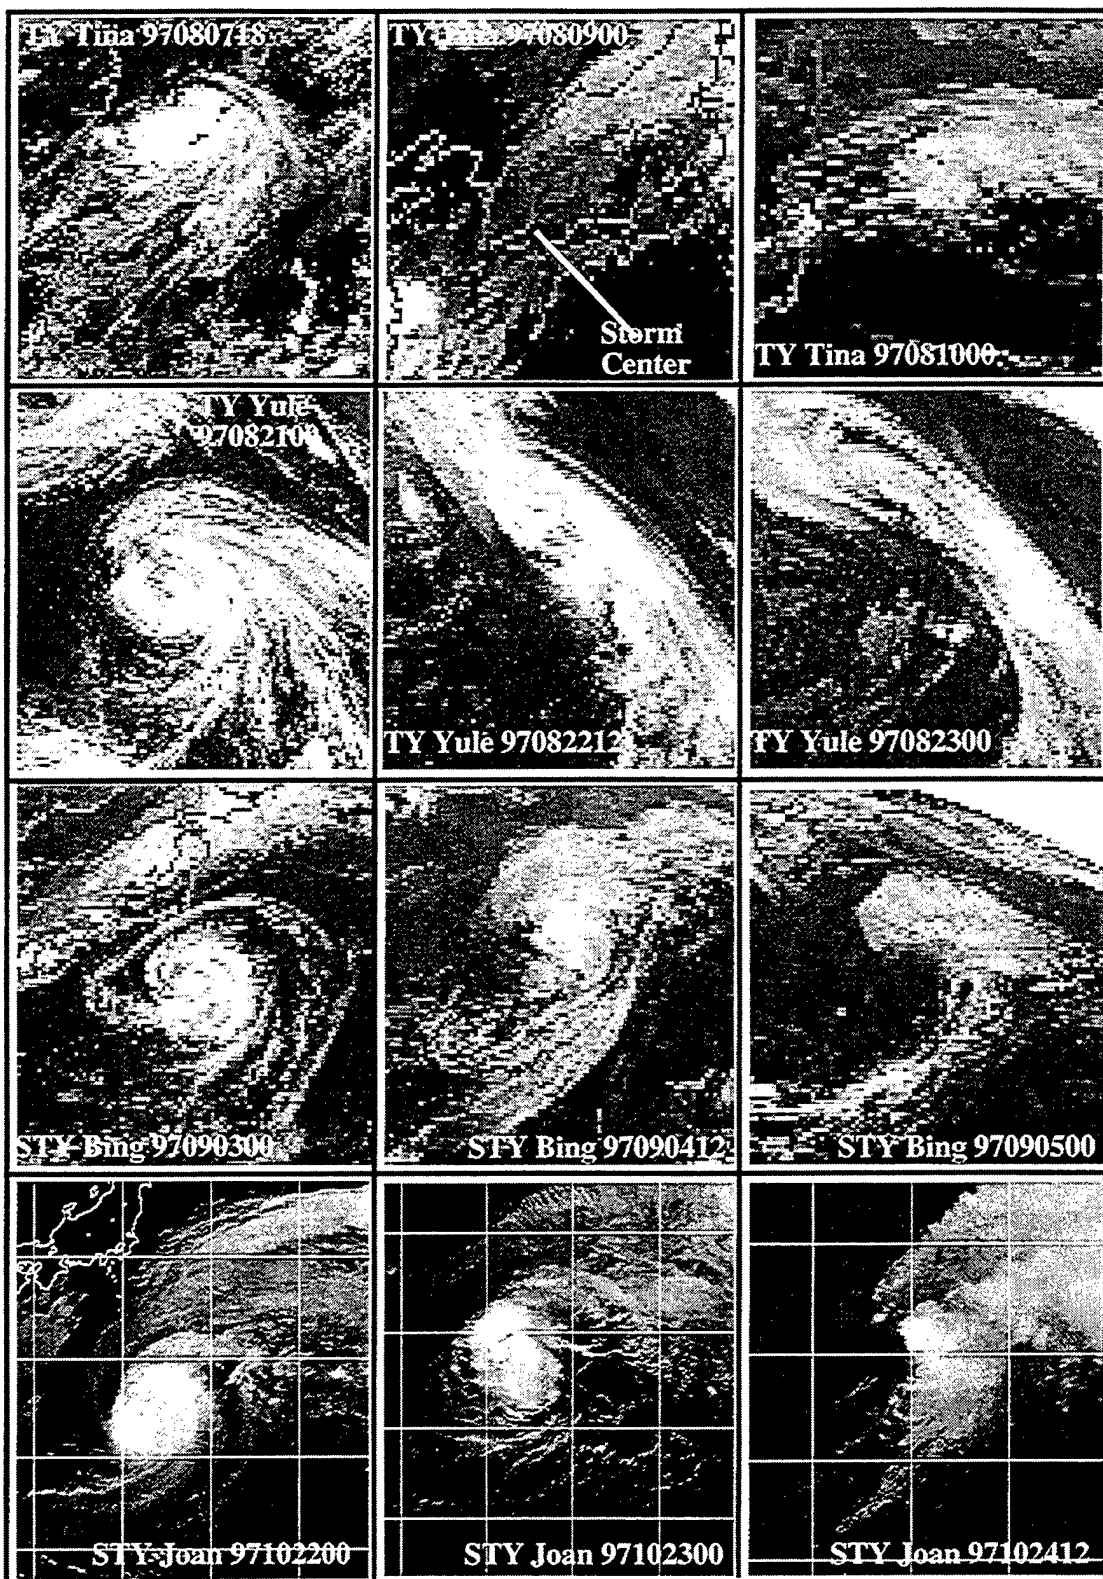 TY Tina 97080718
TY Tina 97080900
Storm
Center
TY Tina 97081000
TY Yule
97082100
TY Yule 97082212
TY Yule 97082300
STY Bing 97090300
STY Bing 97090412
STY Bing 97090500
STY Joan 97102200
STY Joan 97102300
STY Joan 97102412